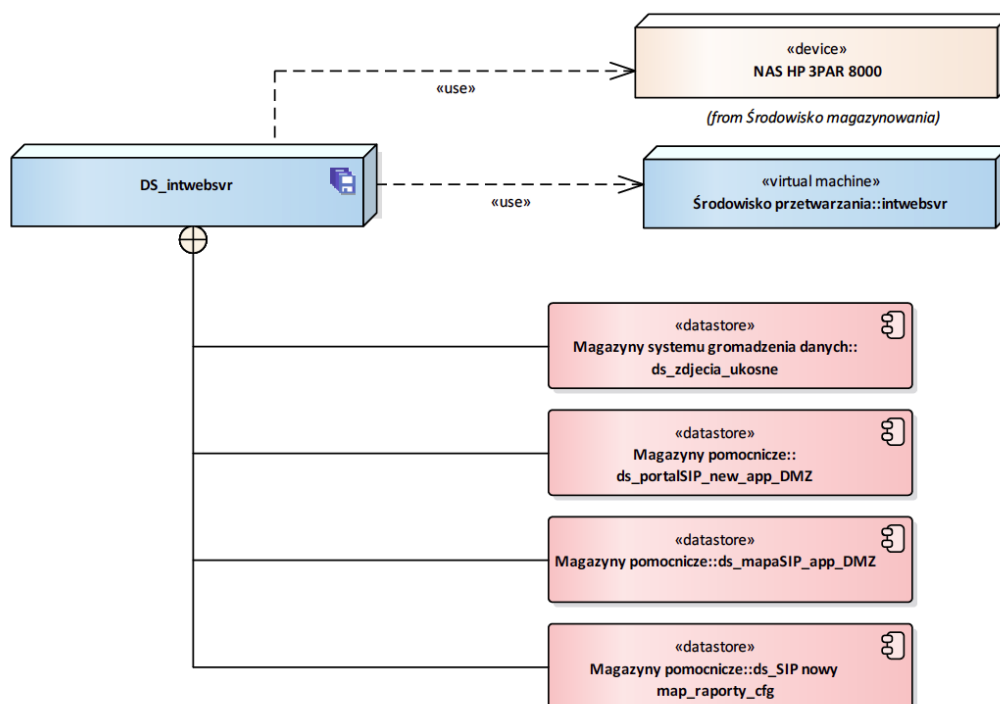 «device»
NAS HP 3PAR 8000
«use»
(from Środowisko magazynowania)
DS_intwebsvr
«use»
«virtual machine»
Środowisko przetwarzania::intwebsvr
«datastore»
Magazyny systemu gromadzenia danych::
ds_zdjecia_ukosne
«datastore»
Magazyny pomocnicze::
ds_portalSIP_new_app_DMZ
«datastore»
Magazyny pomocnicze::ds_mapaSIP_app_DMZ
«datastore»
Magazyny pomocnicze::ds_SIP nowy
map_raporty_cfg